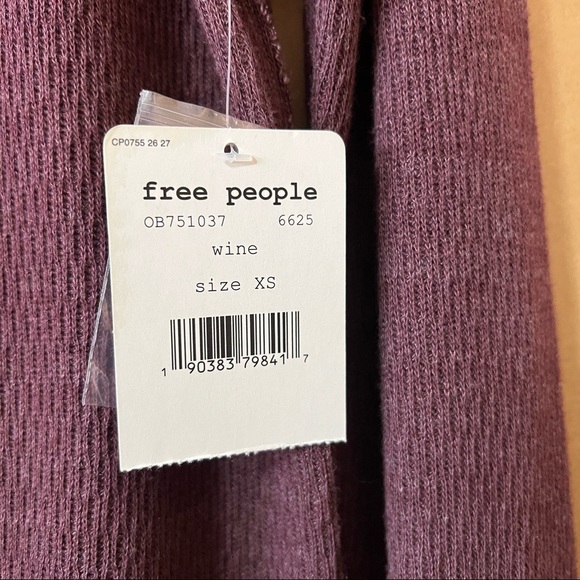 CP0755 26 27
free people
OB751037 6625
wine
size XS
1 90383 79841 7